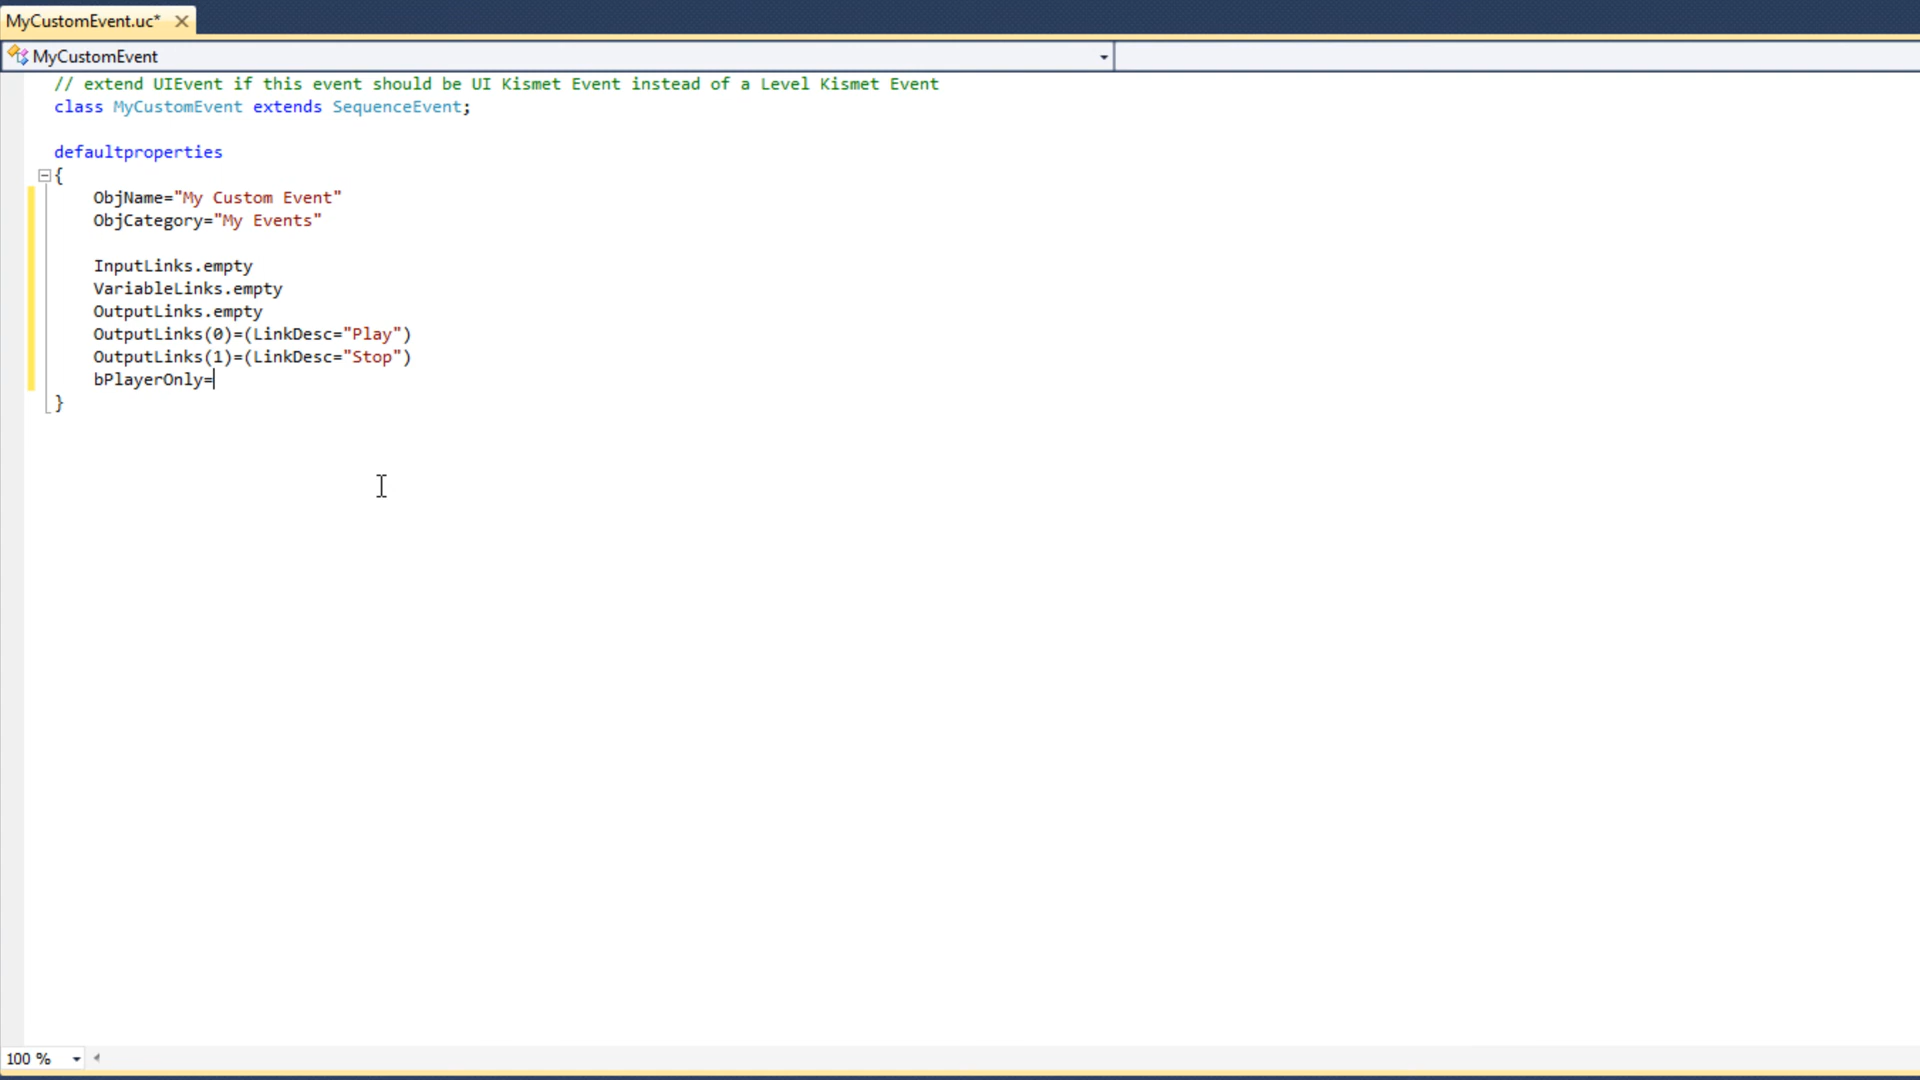 MyCustomEvent.uc*
MyCustomEvent
// extend UIEvent if this event should be UI Kismet Event instead of a Level Kismet Event
class MyCustomEvent extends SequenceEvent;
defaultproperties
{
ObjName="My Custom Event"
ObjCategory="My Events"
InputLinks.empty
VariableLinks.empty
OutputLinks.empty
OutputLinks(0)=(LinkDesc="Play")
OutputLinks(1)=(LinkDesc="Stop")
bPlayerOnly=
}
100 %